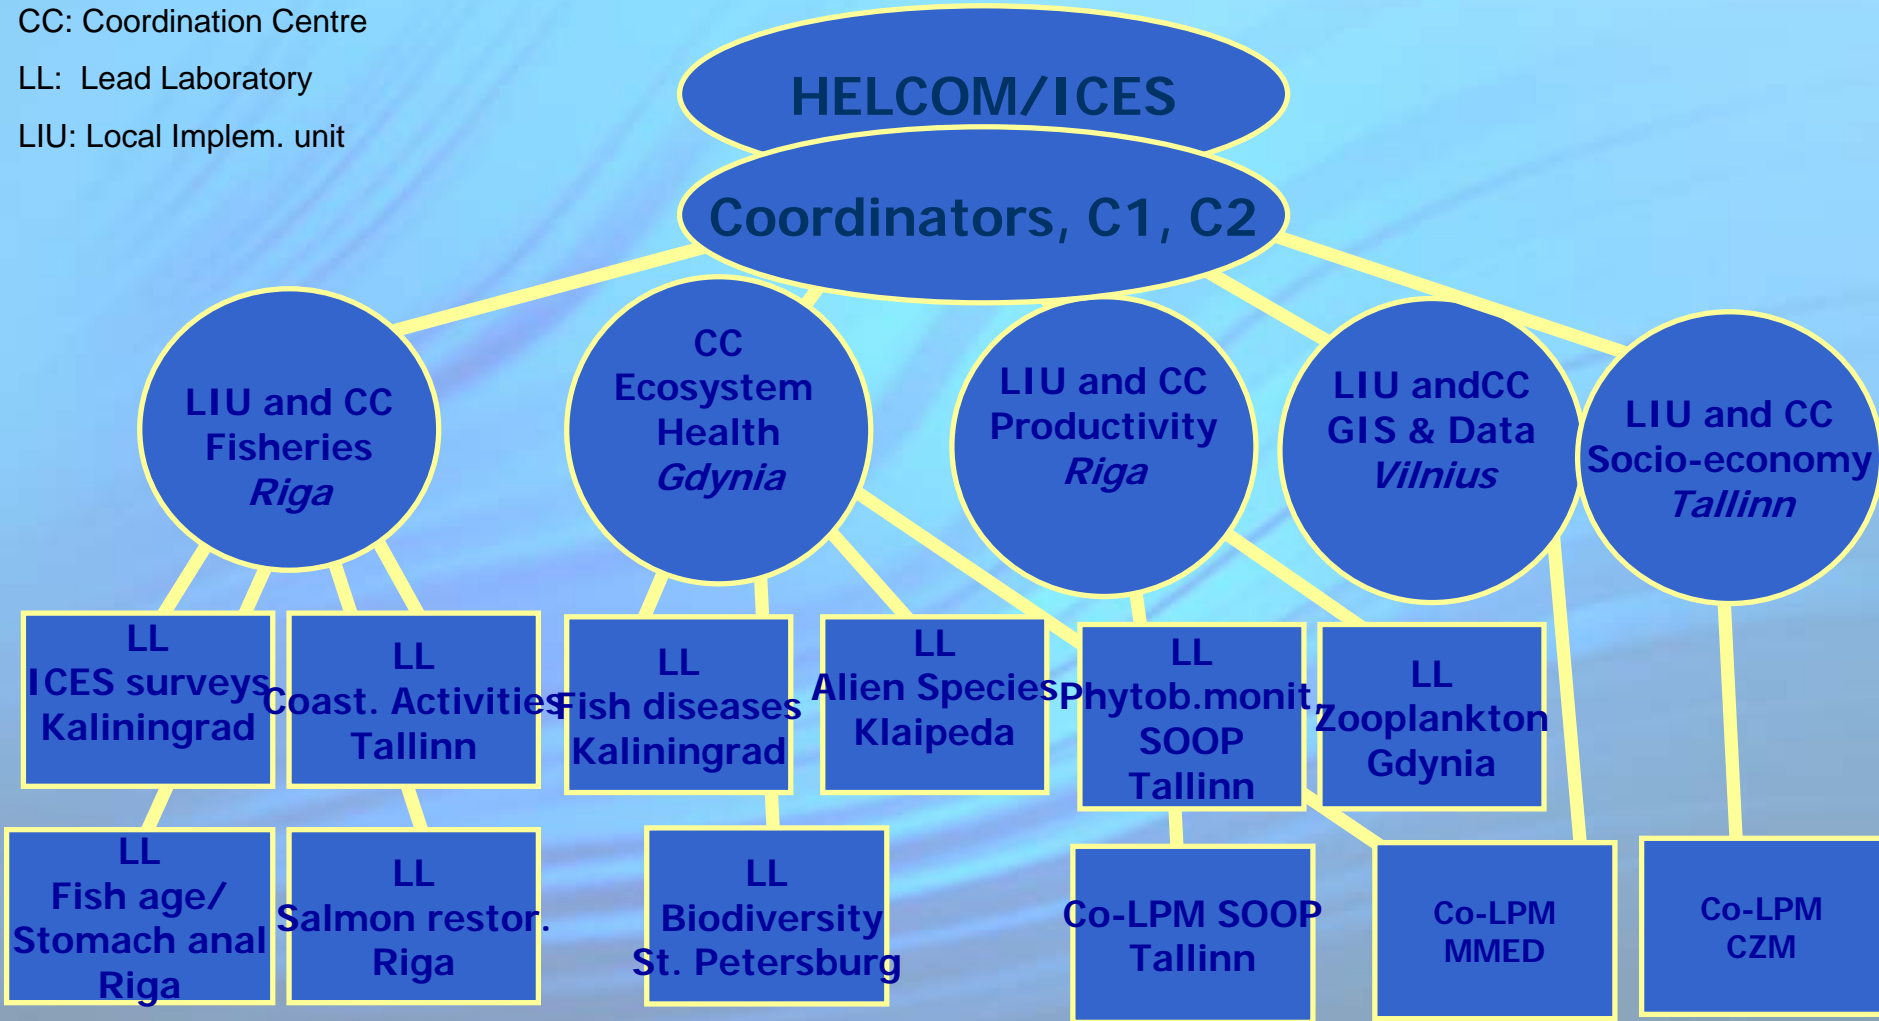 CC: Coordination Centre
LL: Lead Laboratory
LIU: Local Implem. unit
HELCOM/ICES
Coordinators, C1, C2
LIU and CC
Fisheries
Riga
CC
Ecosystem
Health
Gdynia
LIU and CC
Productivity
Riga
LIU andCC
GIS & Data
Vilnius
LIU and CC
Socio-economy
Tallinn
LL
ICES surveys
Kaliningrad
LL
Coast. Activities
Tallinn
LL
Fish diseases
Kaliningrad
LL
Alien Species
Klaipeda
LL
Phytob.monit,
SOOP
Tallinn
LL
Zooplankton
Gdynia
LL
Fish age/
Stomach anal
Riga
LL
Salmon restor.
Riga
LL
Biodiversity
St. Petersburg
Co-LPM SOOP
Tallinn
Co-LPM
MMED
Co-LPM
CZM